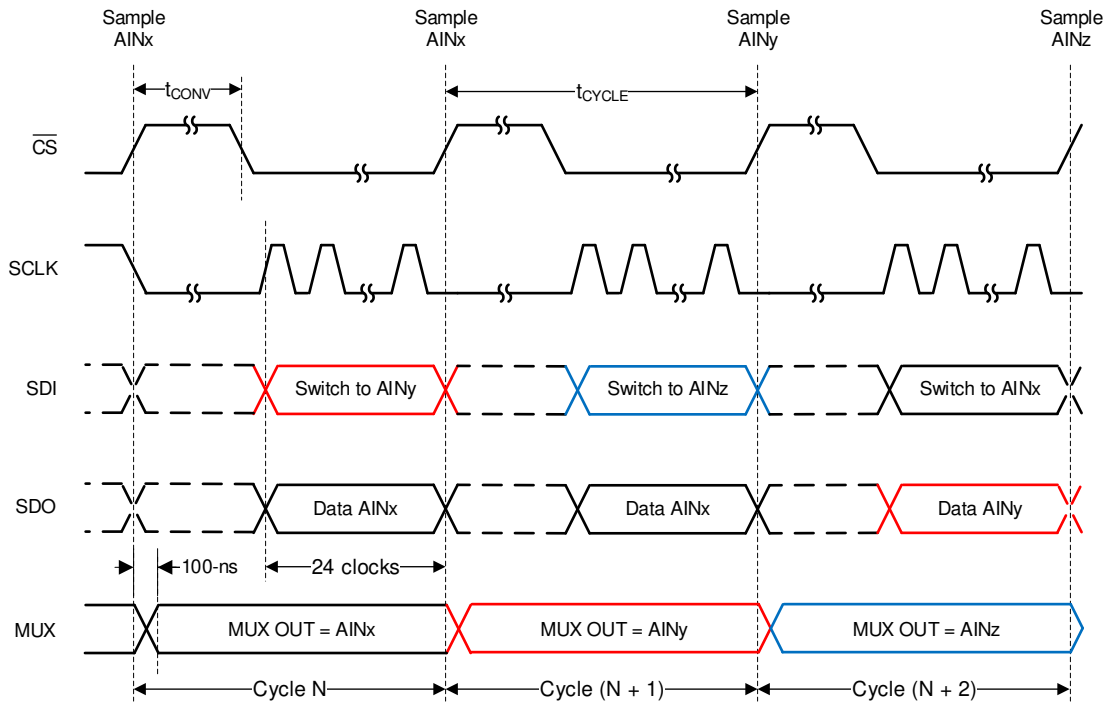 Sample
AINx
Sample
AINx
Sample
AINy
Sample
AINz
tCONV
tCYCLE
CS
SCLK
SDI
Switch to AINy
Switch to AINz
Switch to AINx
SDO
Data AINx
Data AINx
Data AINy
100-ns
24 clocks
MUX
MUX OUT = AINx
MUX OUT = AINy
MUX OUT = AINz
Cycle N
Cycle (N + 1)
Cycle (N + 2)